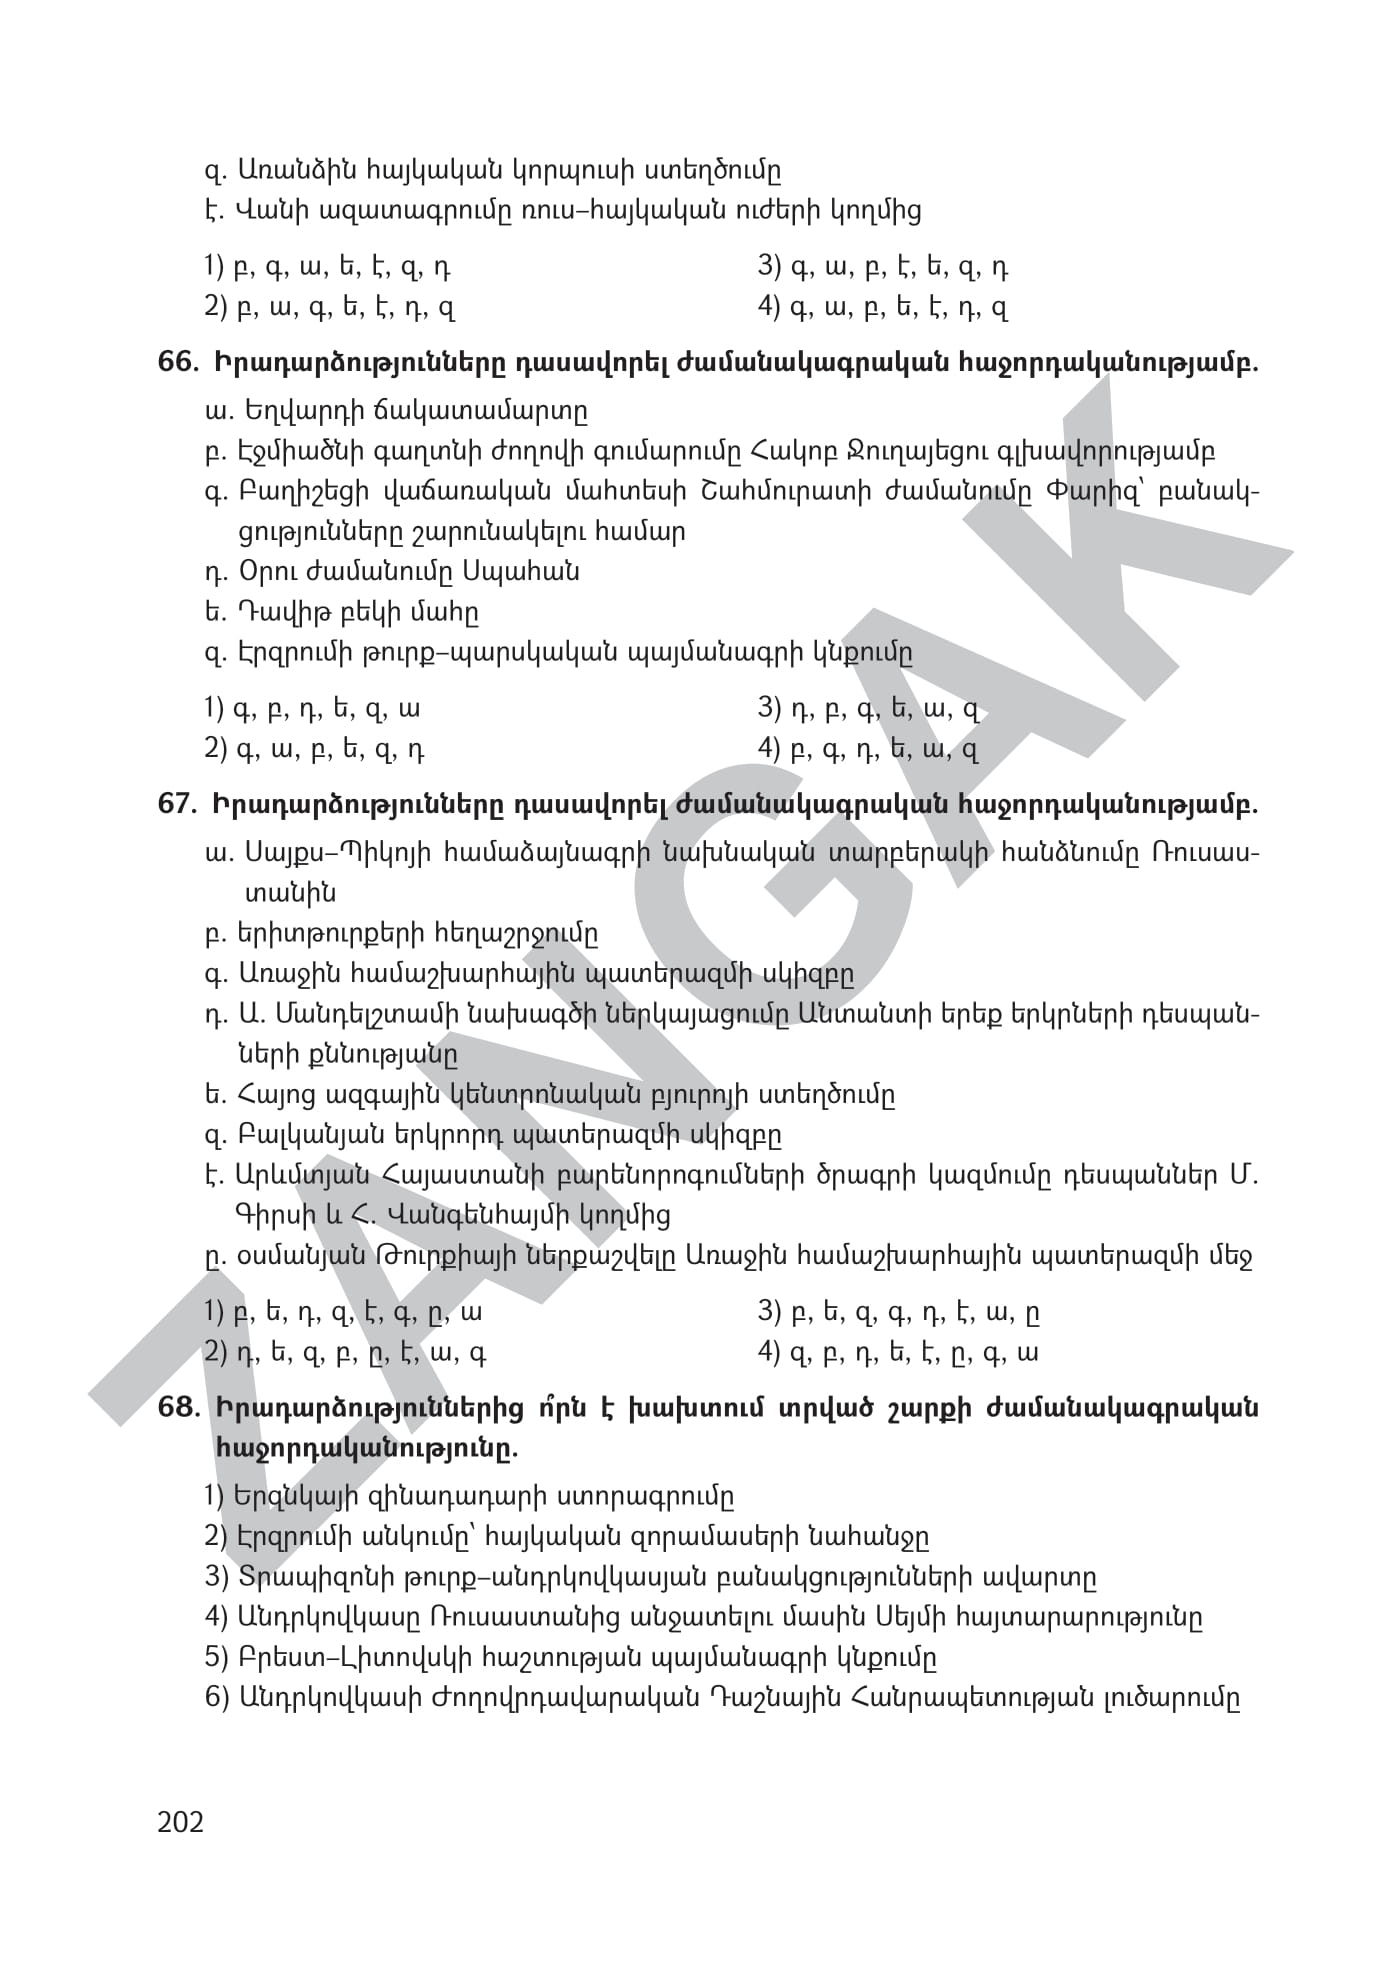 զ. Առանձին հայկական կորպուսի ստեղծումը
է. Վանի ազատագրումը ռուս–հայկական ուժերի կողմից
1) բ, գ, ա, ե, է, զ, դ
3) գ, ա, բ, է, ե, զ, դ
2) բ, ա, գ, ե, է, դ, զ
4) գ, ա, բ, ե, է, դ, զ
66. Իրադարձությունները դասավորել ժամանակագրական հաջորդականությամբ.
ա. Եղվարդի ճակատամարտը
բ. Էջմիածնի գաղտնի ժողովի գումարումը Հակոբ Ջուղայեցու գլխավորությամբ
գ. Բաղիշեցի վաճառական մահտեսի Շահմուրատի ժամանումը Փարիզ՝ բանակ-
ցությունները շարունակելու համար
դ. Օրու ժամանումը Սպահան
ե. Դավիթ բեկի մահը
զ. Էրզրումի թուրք–պարսկական պայմանագրի կնքումը
1) գ, բ, դ, ե, զ, ա
3) դ, բ, գ, ե, ա, զ
2) գ, ա, բ, ե, զ, դ
4) բ, գ, դ, ե, ա, զ
67. Իրադարձությունները դասավորել ժամանակագրական հաջորդականությամբ.
ա. Սայքս–Պիկոյի համաձայնագրի նախնական տարբերակի հանձնումը Ռուսաս-
տանին
բ. երիտթուրքերի հեղաշրջումը
գ. Առաջին համաշխարհային պատերազմի սկիզբը
դ. Ա. Մանդելշտամի նախագծի ներկայացումը Անտանտի երեք երկրների դեսպան-
ների քննությանը
ե. Հայոց ազգային կենտրոնական բյուրոյի ստեղծումը
զ. Բալկանյան երկրորդ պատերազմի սկիզբը
է. Արևմտյան Հայաստանի բարենորոգումների ծրագրի կազմումը դեսպաններ Մ.
Գիրսի և Հ. Վանգենհայմի կողմից
ը. օսմանյան Թուրքիայի ներքաշվելը Առաջին համաշխարհային պատերազմի մեջ
1) բ, ե, դ, զ, է, գ, ը, ա
3) բ, ե, զ, գ, դ, է, ա, ը
2) դ, ե, զ, բ, ը, է, ա, գ
4) զ, բ, դ, ե, է, ը, գ, ա
68. Իրադարձություններից ո՞րն է խախտում տրված շարքի ժամանակագրական
հաջորդականությունը.
1) Երզնկայի զինադադարի ստորագրումը
2) Էրզրումի անկումը՝ հայկական զորամասերի նահանջը
3) Տրապիզոնի թուրք–անդրկովկասյան բանակցությունների ավարտը
4) Անդրկովկասը Ռուսաստանից անջատելու մասին Սեյմի հայտարարությունը
5) Բրեստ–Լիտովսկի հաշտության պայմանագրի կնքումը
6) Անդրկովկասի Ժողովրդավարական Դաշնային Հանրապետության լուծարումը
202
ZANGAK